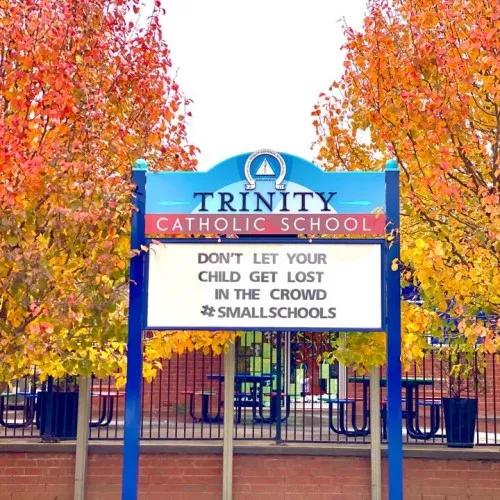 TRINITY
CATHOLIC SCHOOL
DON'T LET YOUR
CHILD GET LOST
IN THE CROWD
#SMALLSCHOOLS